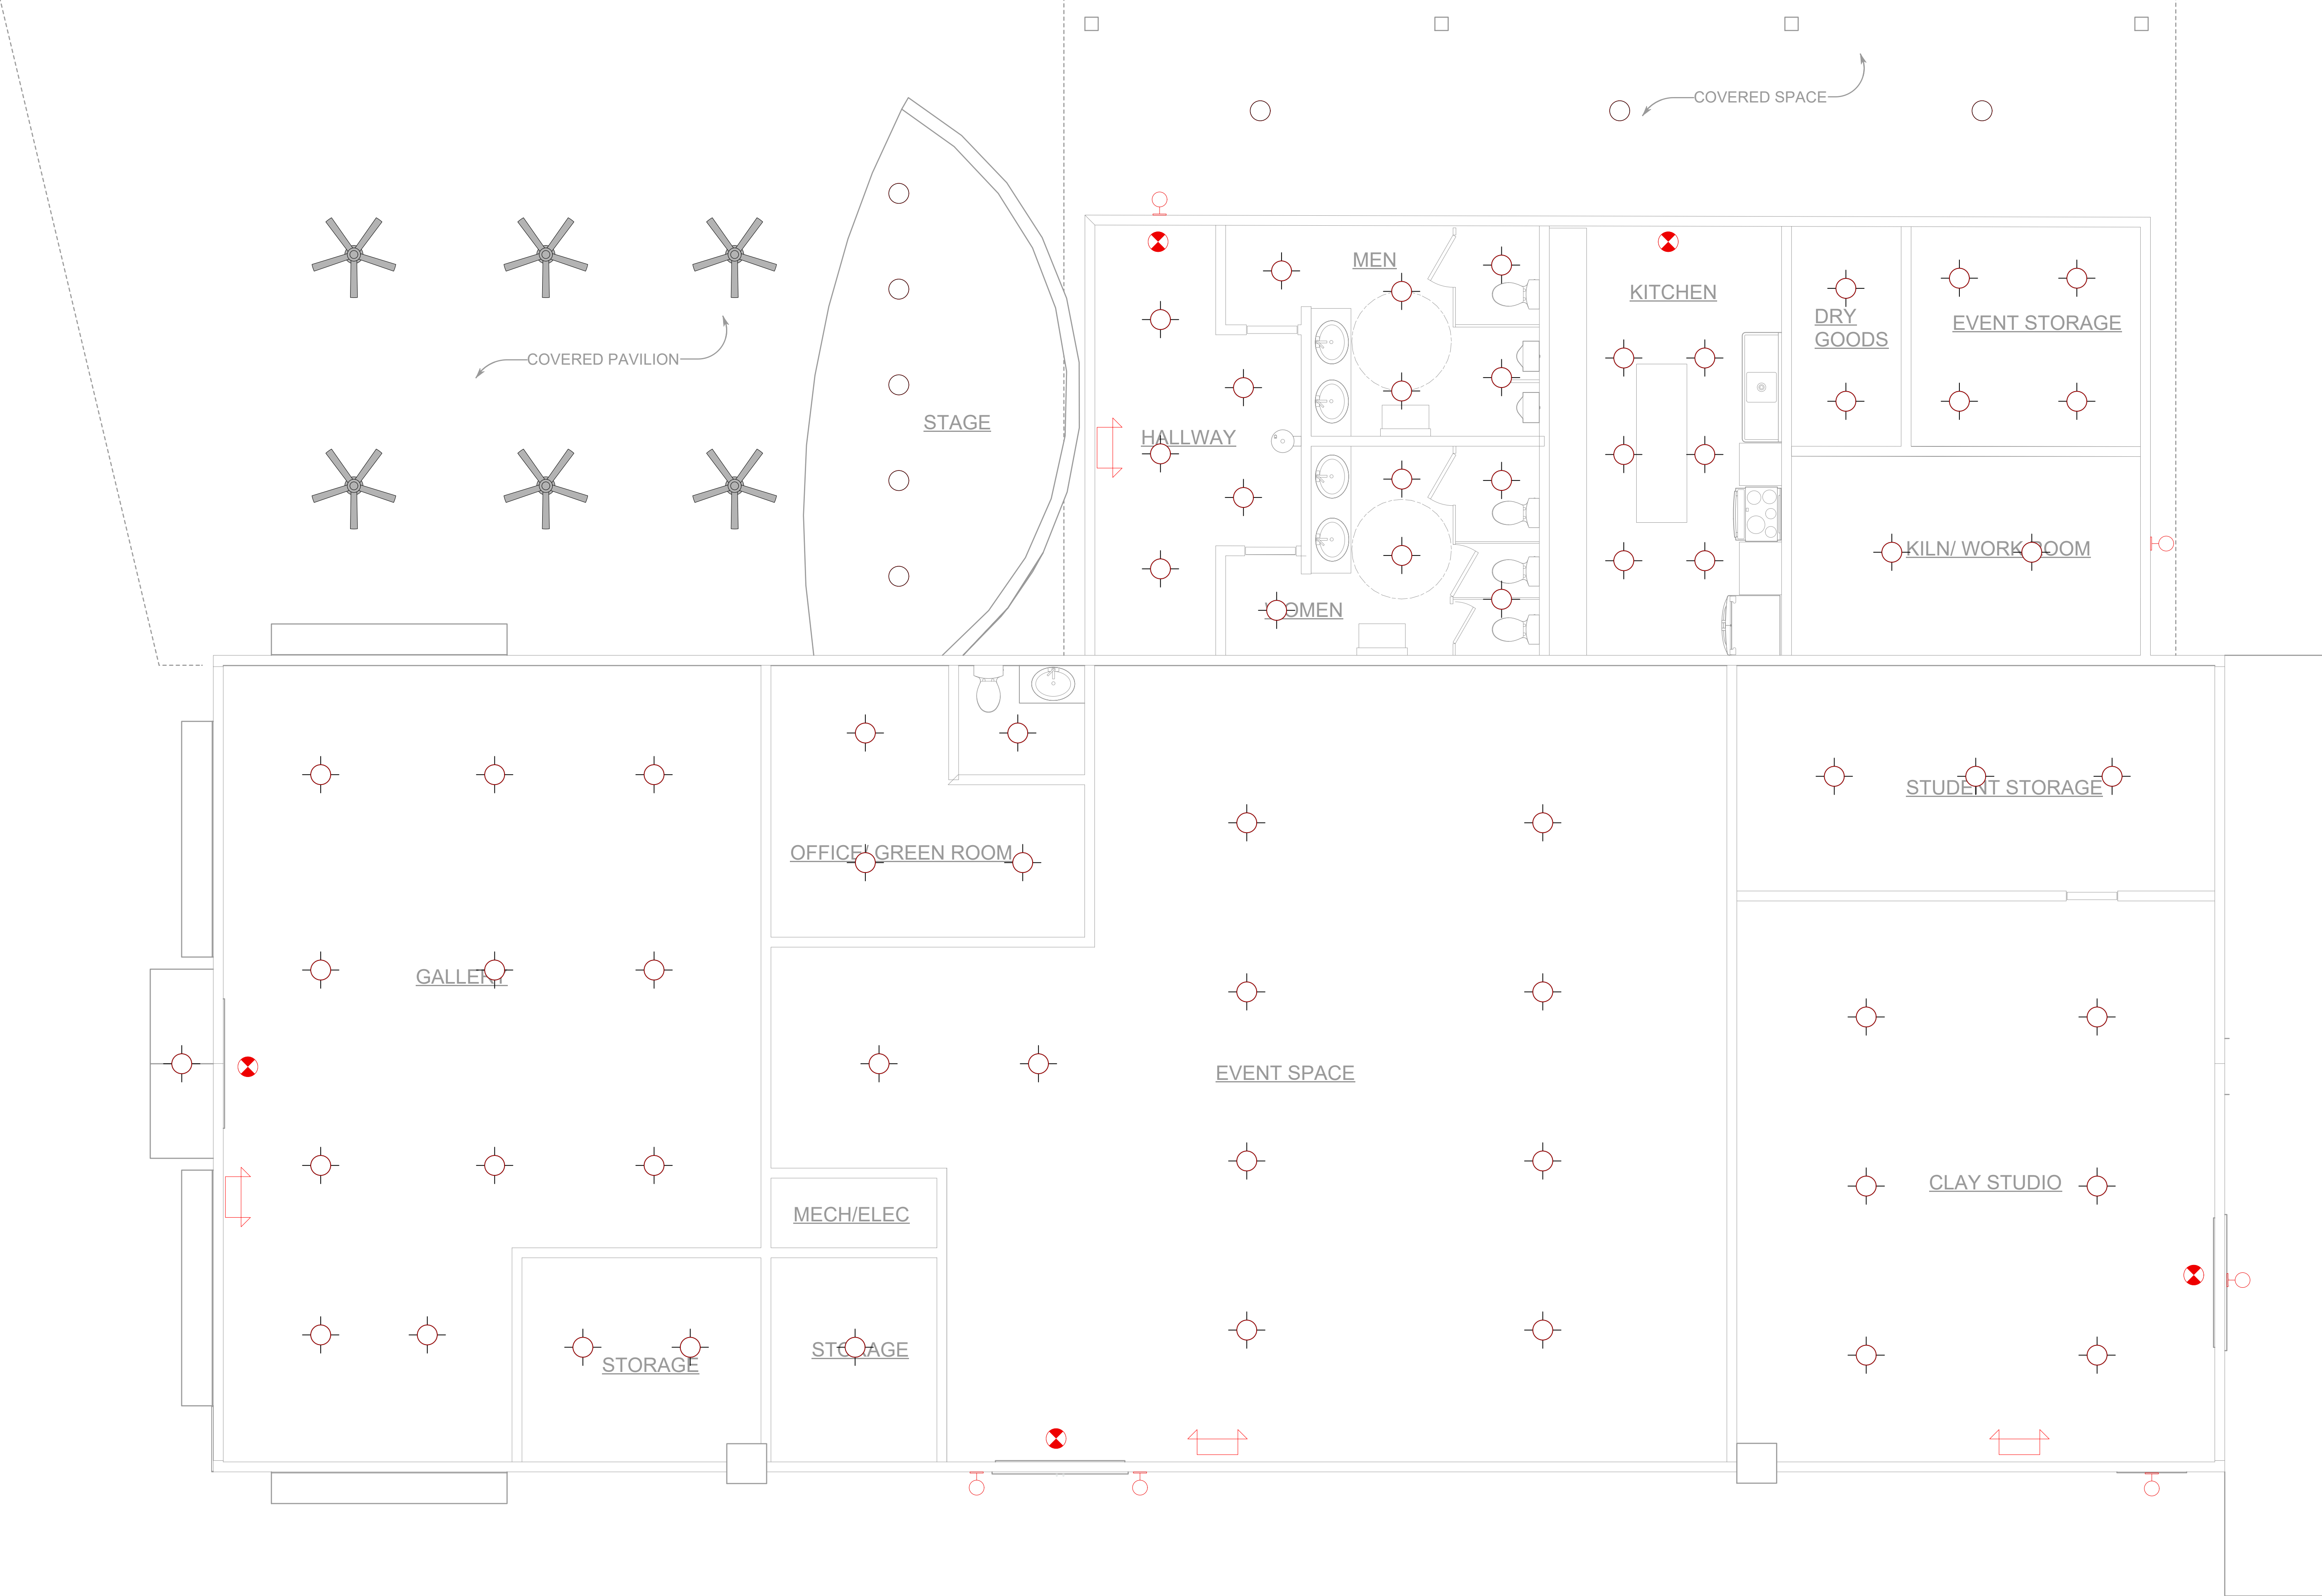 COVERED SPACE
MEN
KITCHEN
DRY
GOODS
EVENT STORAGE
COVERED PAVILION
STAGE
HALLWAY
KILN/ WORK ROOM
WOMEN
STUDENT STORAGE
OFFICE/ GREEN ROOM
GALLERY
EVENT SPACE
CLAY STUDIO
MECH/ELEC
STORAGE
STORAGE